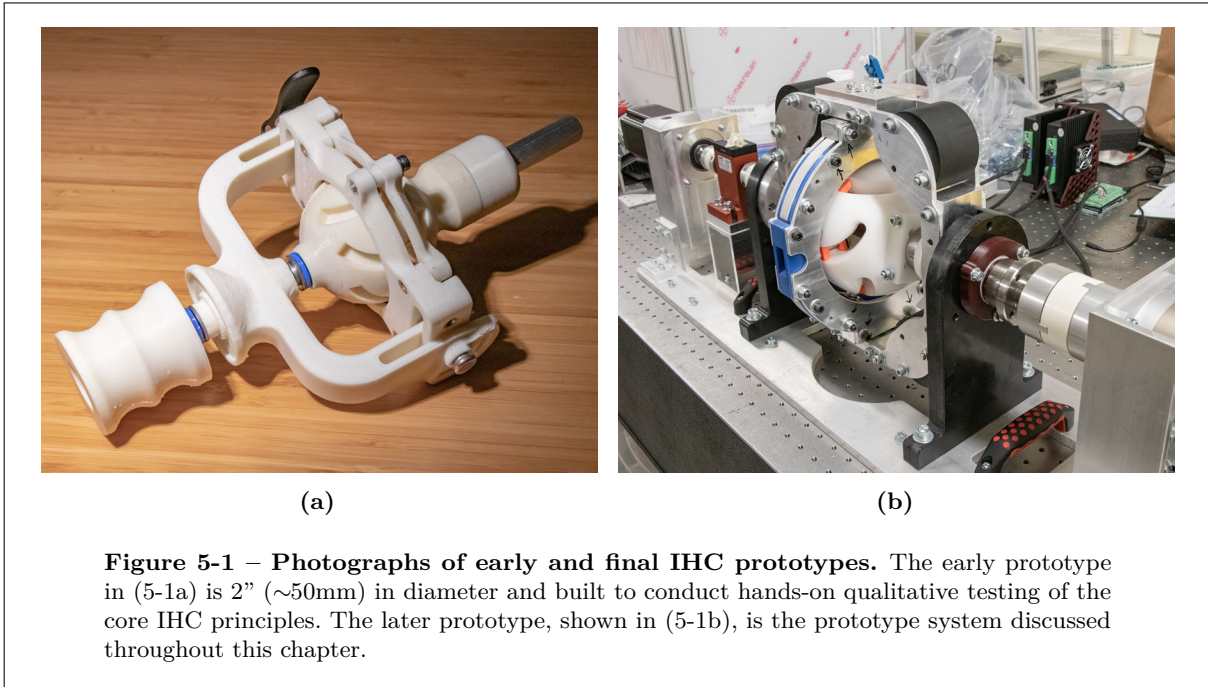 makrolon
makrolon
(a)
(b)
Figure 5-1 – Photographs of early and final IHC prototypes. The early prototype
in (5-1a) is 2” (∼50mm) in diameter and built to conduct hands-on qualitative testing of the
core IHC principles. The later prototype, shown in (5-1b), is the prototype system discussed
throughout this chapter.